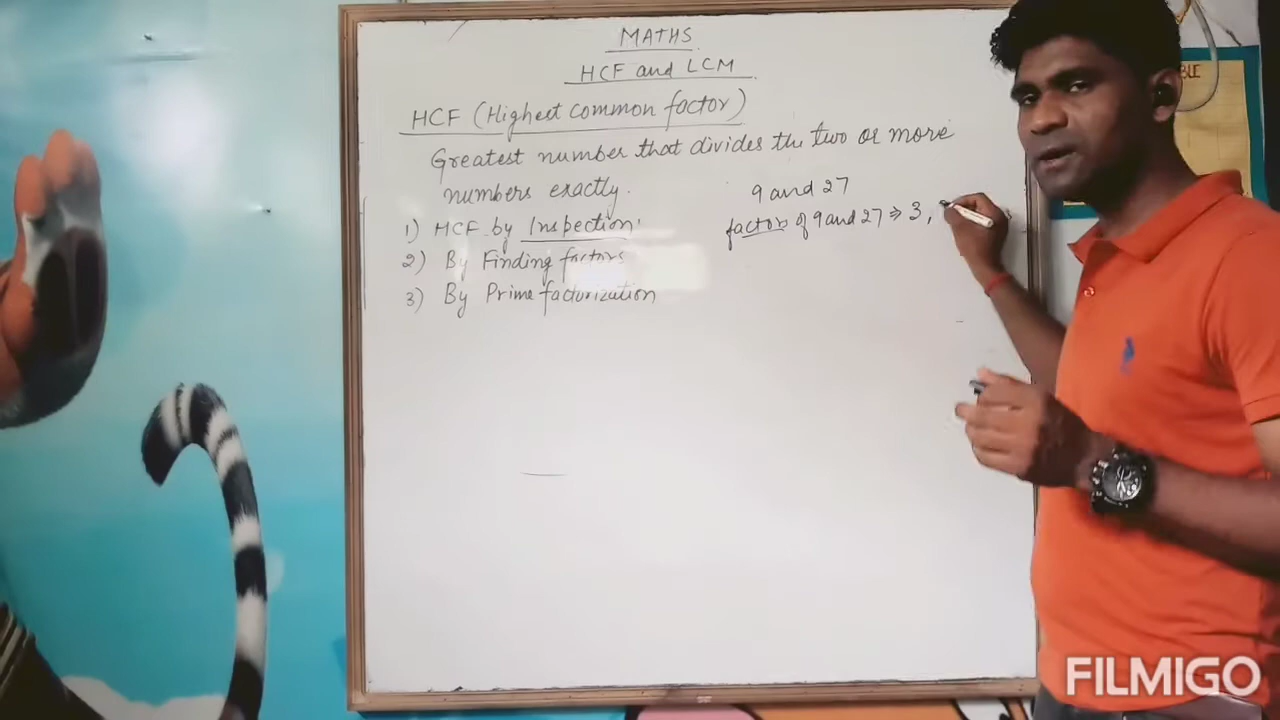 MATHS
HCF and LCM
HCF (Highest common factor)
Greatest number that divides the two or more
numbers exactly.
9 and 27
1) HCF by Inspection.
factors of 9 and 27 ⇒ 3,
2) By Finding factors
3) By Prime factorization
BLE
FILMIGO